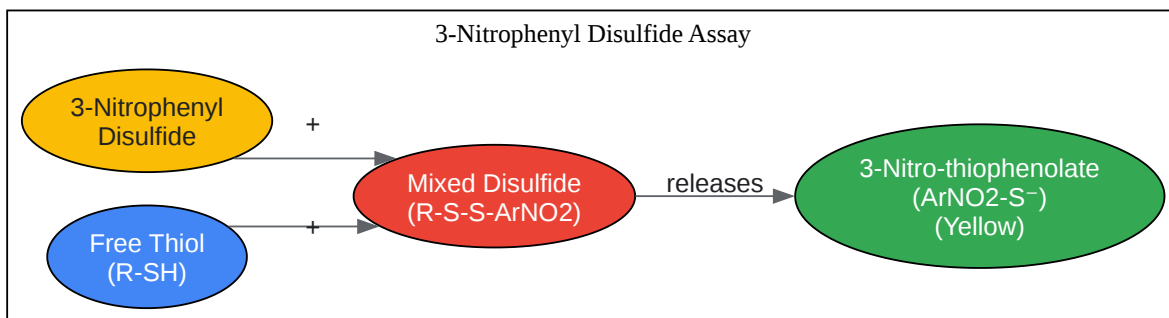 3-Nitrophenyl Disulfide Assay
3-Nitrophenyl
Disulfide
+
Free Thiol
(R-SH)
+
Mixed Disulfide
(R-S-S-ArNO2)
releases
3-Nitro-thiophenolate
(ArNO2-S⁻)
(Yellow)